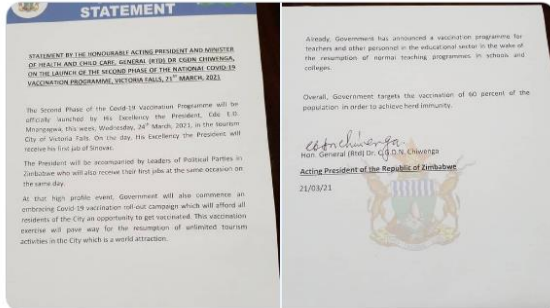 STATEMENT
STATEMENT BY THE HONOURABLE ACTING PRESIDENT AND MINISTER
OF HEALTH AND CHILD CARE, GENERAL (RTD) DR CGDN CHIWENGA,
ON THE LAUNCH OF THE SECOND PHASE OF THE NATIONAL COVID-19
VACCINATION PROGRAMME, VICTORIA FALLS, 21ST MARCH, 2021
The Second Phase of the Covid-19 Vaccination Programme will be
officially launched by His Excellency the President, Cde E.D.
Mnangagwa, this week, Wednesday, 24th March, 2021, in the tourism
City of Victoria Falls. On the day, His Excellency the President will
receive his first job of Sinovac.
The President will be accompanied by Leaders of Political Parties in
Zimbabwe who will also receive their first jabs at the same occasion on
the same day.
At that high profile event, Government will also commence an
embracing Covid-19 vaccination roll-out campaign which will afford all
residents of the City an opportunity to get vaccinated. This vaccination
exercise will pave way for the resumption of unlimited tourism
activities in the City which is a world attraction.
Already, Government has announced a vaccination programme for
teachers and other personnel in the educational sector in the wake of
the resumption of normal teaching programmes in schools and
colleges.
Overall, Government targets the vaccination of 60 percent of the
population in order to achieve herd immunity.
Hon. General (Rtd) Dr. C.G.D.N. Chiwenga
Acting President of the Republic of Zimbabwe
21/03/21